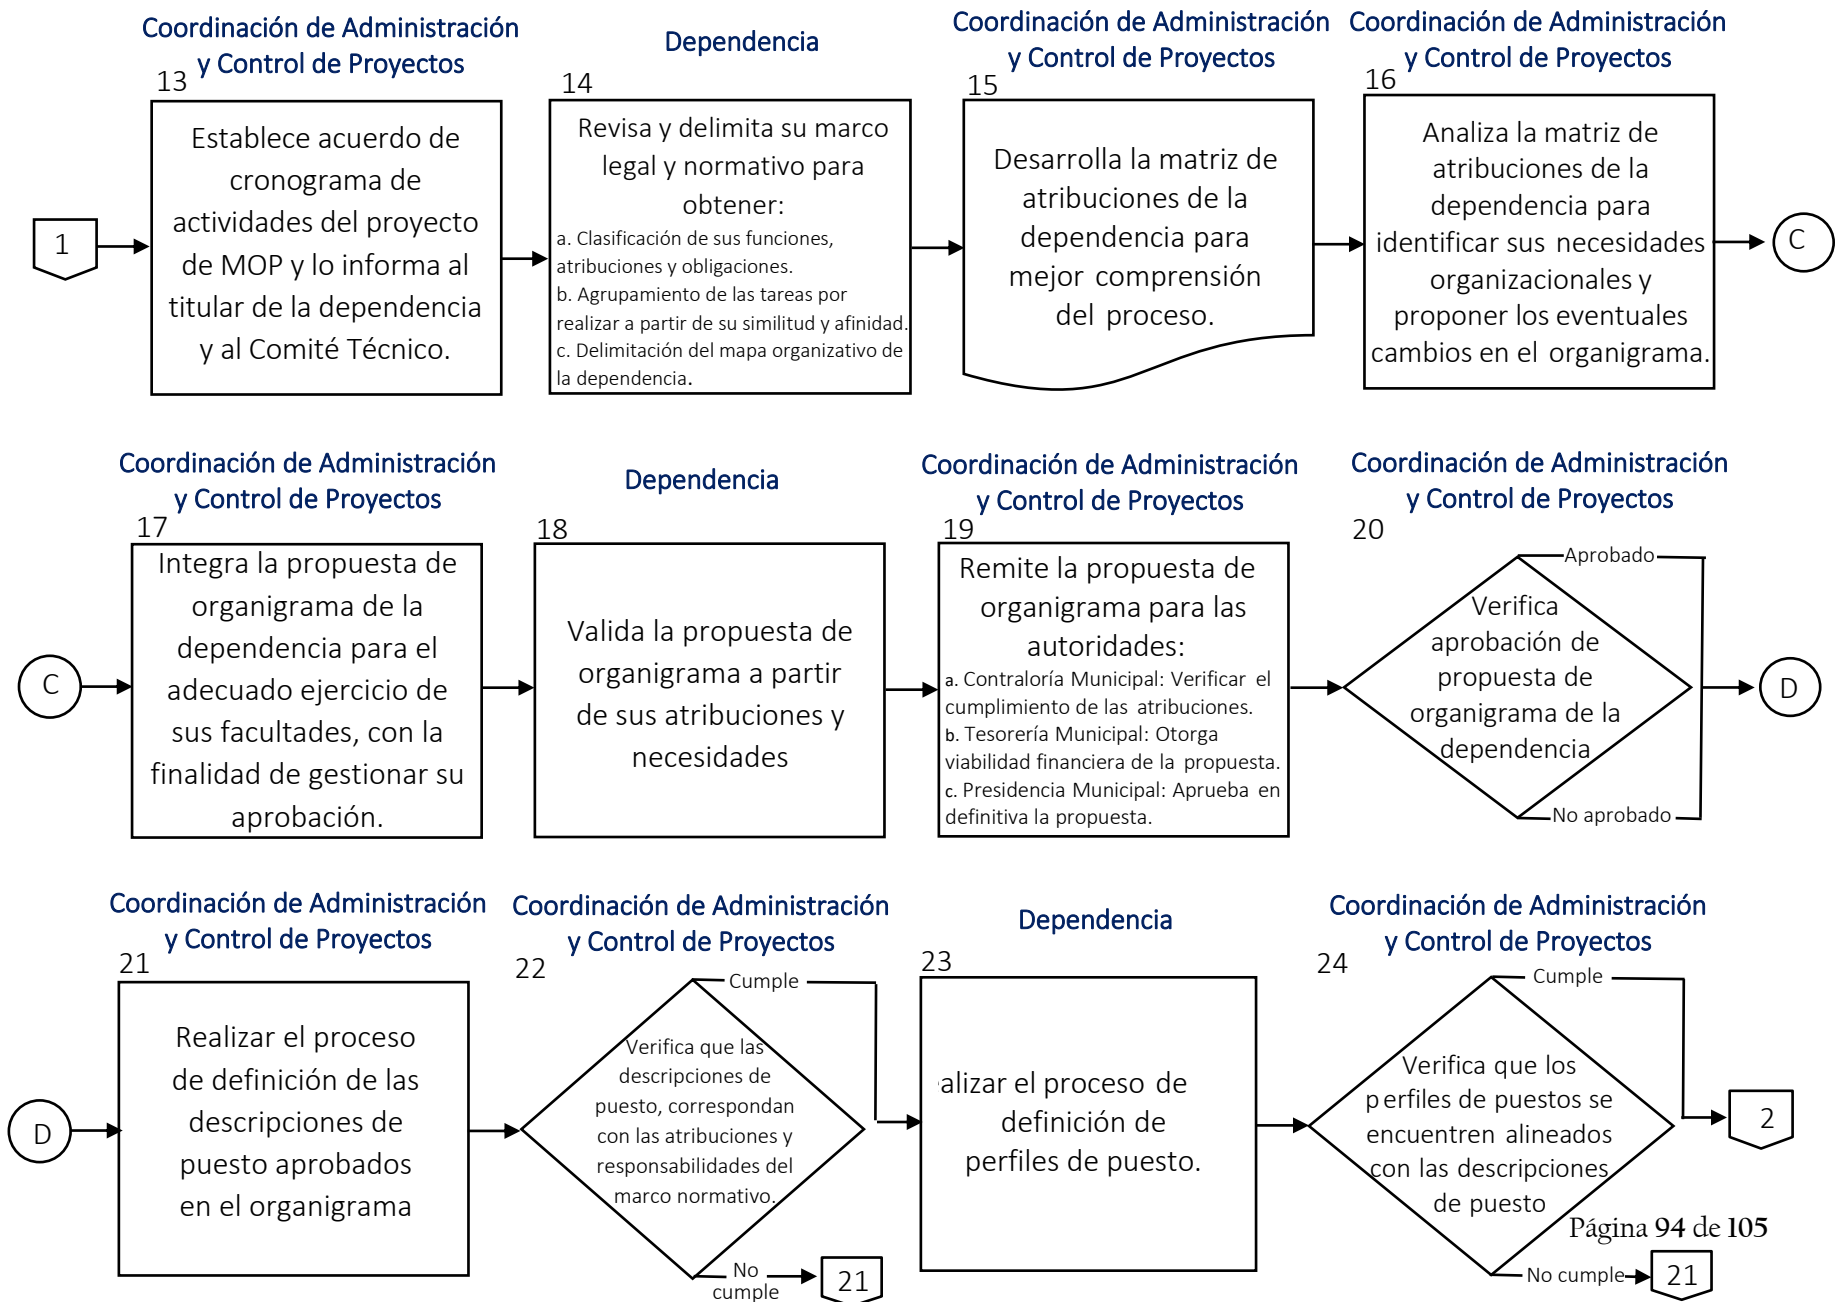 Coordinación de Administración
y Control de Proyectos
13
Establece acuerdo de
cronograma de
actividades del proyecto
de MOP y lo informa al
titular de la dependencia
y al Comité Técnico.
1
Dependencia
14
Revisa y delimita su marco
legal y normativo para
obtener:
a. Clasificación de sus funciones,
atribuciones y obligaciones.
b. Agrupamiento de las tareas por
realizar a partir de su similitud y afinidad.
c. Delimitación del mapa organizativo de
la dependencia.
Coordinación de Administración
y Control de Proyectos
15
Desarrolla la matriz de
atribuciones de la
dependencia para
mejor comprensión
del proceso.
Coordinación de Administración
y Control de Proyectos
16
Analiza la matriz de
atribuciones de la
dependencia para
identificar sus necesidades
organizacionales y
proponer los eventuales
cambios en el organigrama.
C
Coordinación de Administración
y Control de Proyectos
17
C
Integra la propuesta de
organigrama de la
dependencia para el
adecuado ejercicio de
sus facultades, con la
finalidad de gestionar su
aprobación.
Dependencia
18
Valida la propuesta de
organigrama a partir
de sus atribuciones y
necesidades
Coordinación de Administración
y Control de Proyectos
19
Remite la propuesta de
organigrama para las
autoridades:
a. Contraloría Municipal: Verificar el
cumplimiento de las atribuciones.
b. Tesorería Municipal: Otorga
viabilidad financiera de la propuesta.
c. Presidencia Municipal: Aprueba en
definitiva la propuesta.
Coordinación de Administración
y Control de Proyectos
20
Aprobado
Verifica
aprobación de
propuesta de
organigrama de la
dependencia
No aprobado
D
Coordinación de Administración
y Control de Proyectos
21
D
Realizar el proceso
de definición de las
descripciones de
puesto aprobados
en el organigrama
Coordinación de Administración
y Control de Proyectos
22
Cumple
Verifica que las
descripciones de
puesto, correspondan
con las atribuciones y
responsabilidades del
marco normativo.
No
cumple
21
Dependencia
23
alizar el proceso de
definición de
perfiles de puesto.
Coordinación de Administración
y Control de Proyectos
24
Cumple
Verifica que los
perfiles de puestos se
encuentren alineados
con las descripciones
de puesto
2
Página 94 de 105
No cumple
21